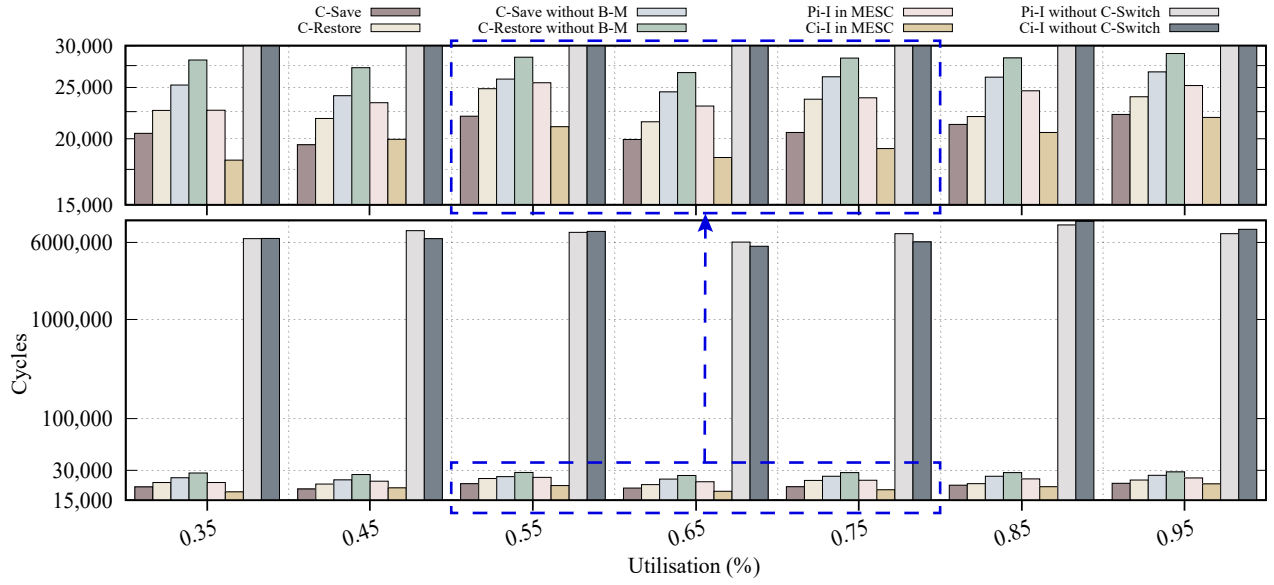 C-Save
C-Restore
C-Save without B-M
C-Restore without B-M
Pi-I in MESC
Ci-I in MESC
Pi-I without C-Switch
Ci-I without C-Switch
30,000
25,000
20,000
15,000
6000,000
1000,000
100,000
30,000
15,000
Cycles
0.35 0.45 0.55 0.65 0.75 0.85 0.95
Utilisation (%)